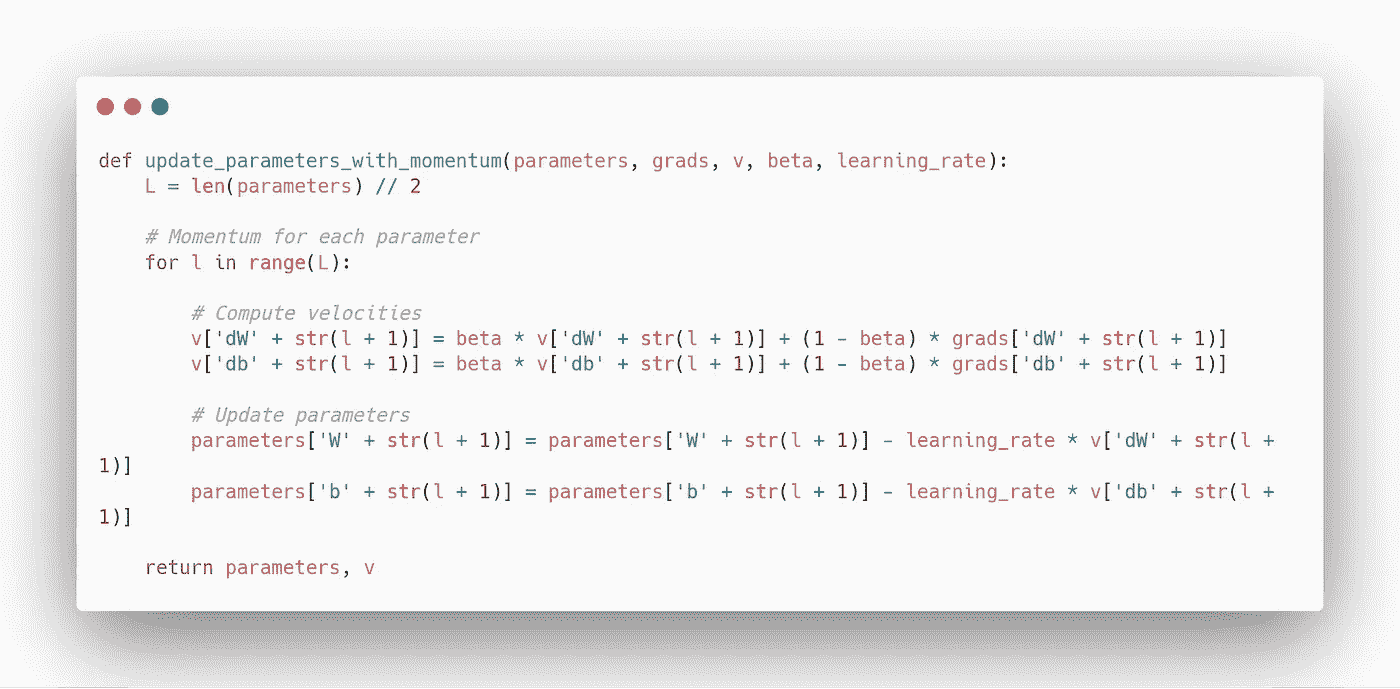 def update_parameters_with_momentum(parameters, grads, v, beta, learning_rate):
    L = len(parameters) // 2
    # Momentum for each parameter
    for l in range(L):
        # Compute velocities
        v['dW' + str(l + 1)] = beta * v['dW' + str(l + 1)] + (1 - beta) * grads['dW' + str(l + 1)]
        v['db' + str(l + 1)] = beta * v['db' + str(l + 1)] + (1 - beta) * grads['db' + str(l + 1)]
        # Update parameters
        parameters['W' + str(l + 1)] = parameters['W' + str(l + 1)] - learning_rate * v['dW' + str(l +
1)]
        parameters['b' + str(l + 1)] = parameters['b' + str(l + 1)] - learning_rate * v['db' + str(l +
1)]
    return parameters, v